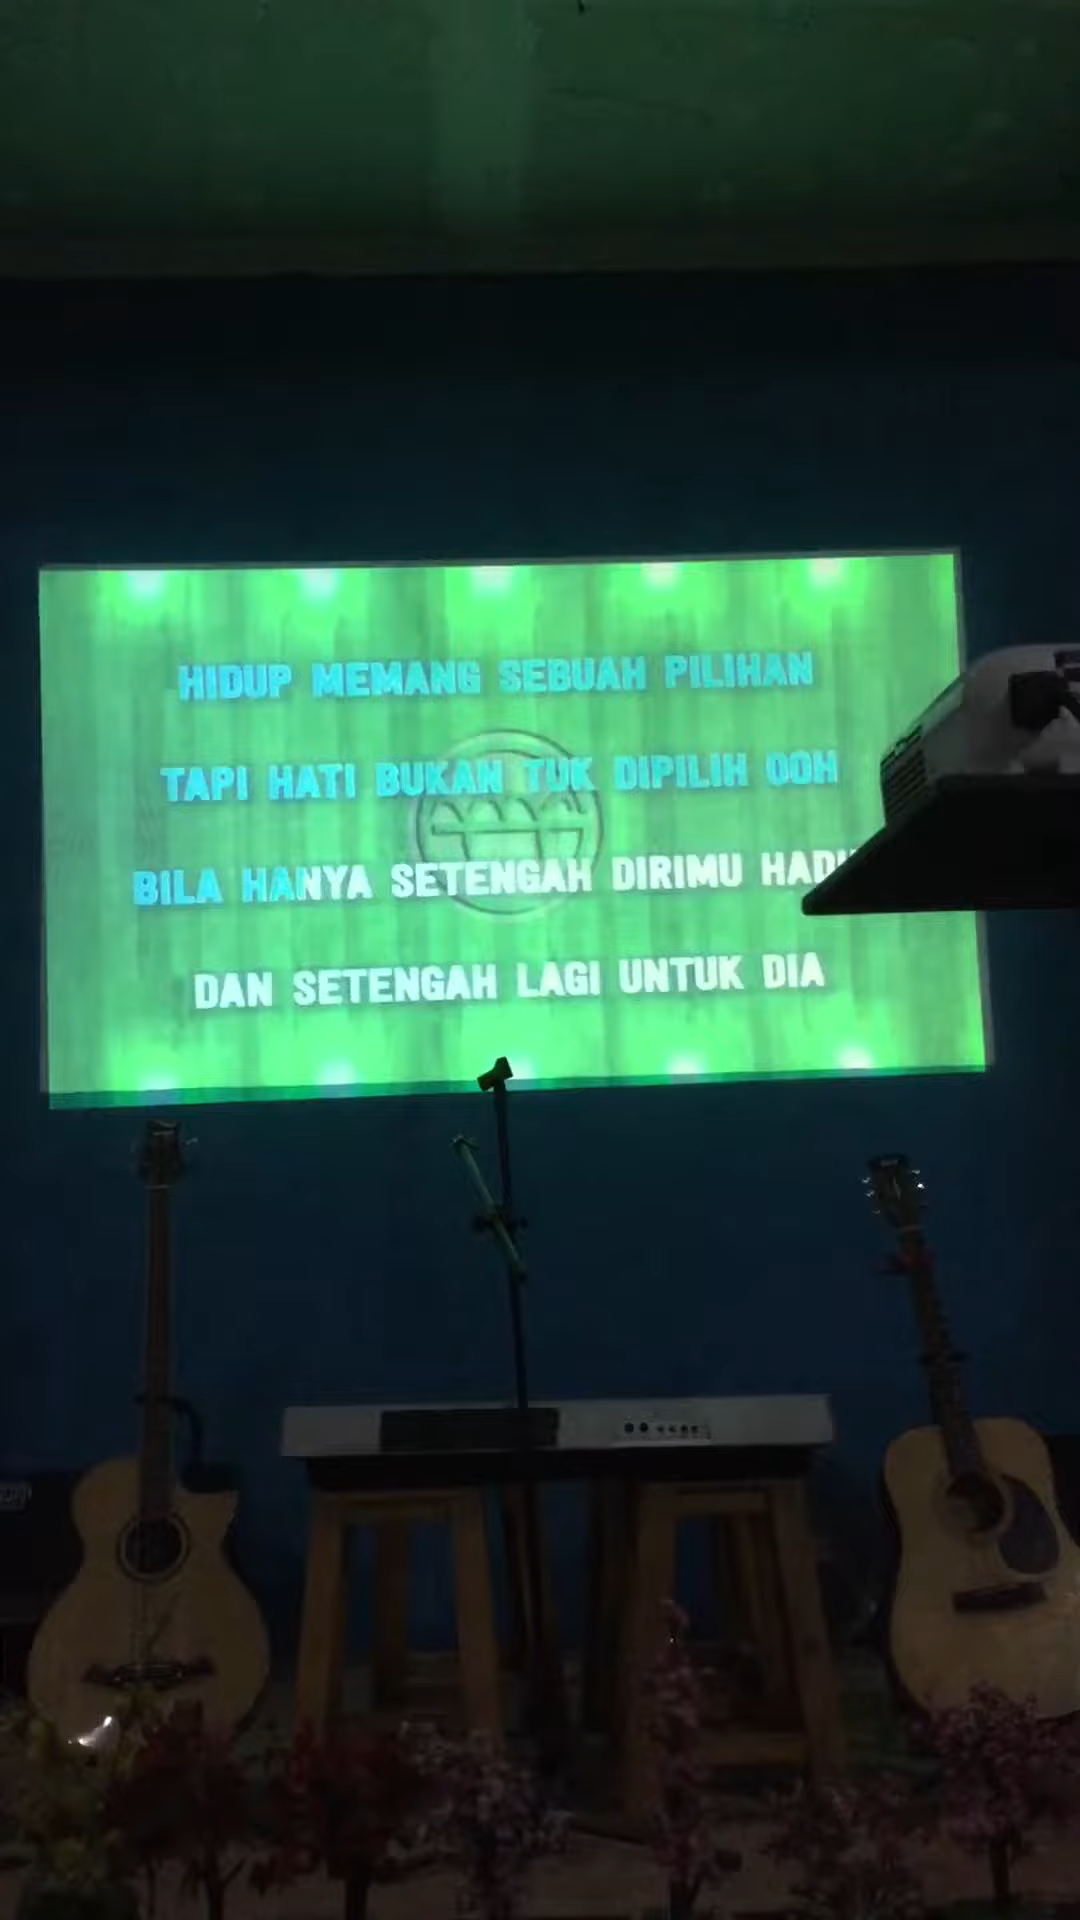 HIDUP MEMANG SEBUAH PILIHAN
TAPI HATI BUKAN TUK DIPILIH OOH
BILA HANYA SETENGAH DIRIMU
DAN SETENGAH LAGI UNTUK DIA